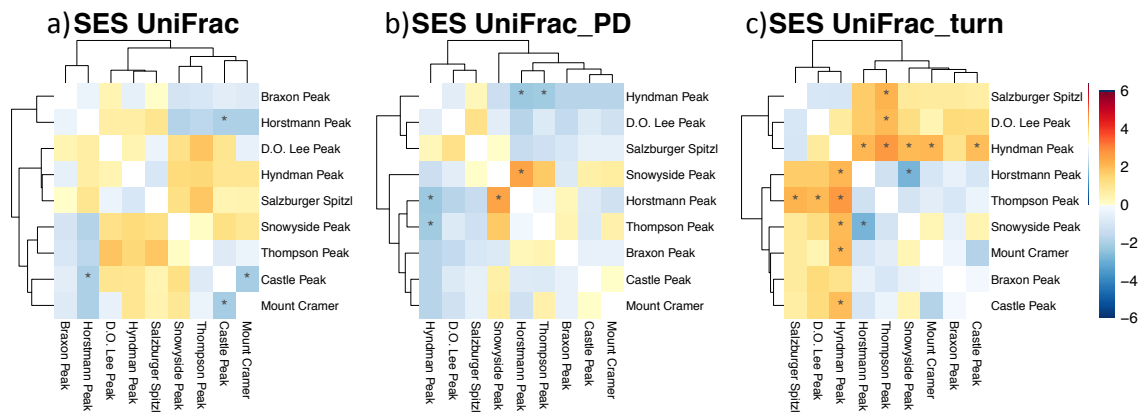 a) SES UniFrac
b) SES UniFrac_PD
c) SES UniFrac_turn
Braxon Peak
Horstmann Peak
D.O. Lee Peak
Hyndman Peak
Salzburger Spitzl
Snowyside Peak
Thompson Peak
Castle Peak
Mount Cramer
Braxon Peak
Horstmann Peak
D.O. Lee Peak
Hyndman Peak
Salzburger Spitzl
Snowyside Peak
Thompson Peak
Castle Peak
Mount Cramer
* 
* *
*
Hyndman Peak
D.O. Lee Peak
Salzburger Spitzl
Snowyside Peak
Horstmann Peak
Thompson Peak
Braxon Peak
Castle Peak
Mount Cramer
Hyndman Peak
D.O. Lee Peak
Salzburger Spitzl
Snowyside Peak
Horstmann Peak
Thompson Peak
Braxon Peak
Castle Peak
Mount Cramer
* *
*
* *
*
Salzburger Spitzl
D.O. Lee Peak
Hyndman Peak
Horstmann Peak
Thompson Peak
Snowyside Peak
Mount Cramer
Braxon Peak
Castle Peak
Salzburger Spitzl
D.O. Lee Peak
Hyndman Peak
Horstmann Peak
Thompson Peak
Snowyside Peak
Mount Cramer
Braxon Peak
Castle Peak
*
*
* * * * *
* *
* * *
* *
*
*
6
4
2
0
−2
−4
−6